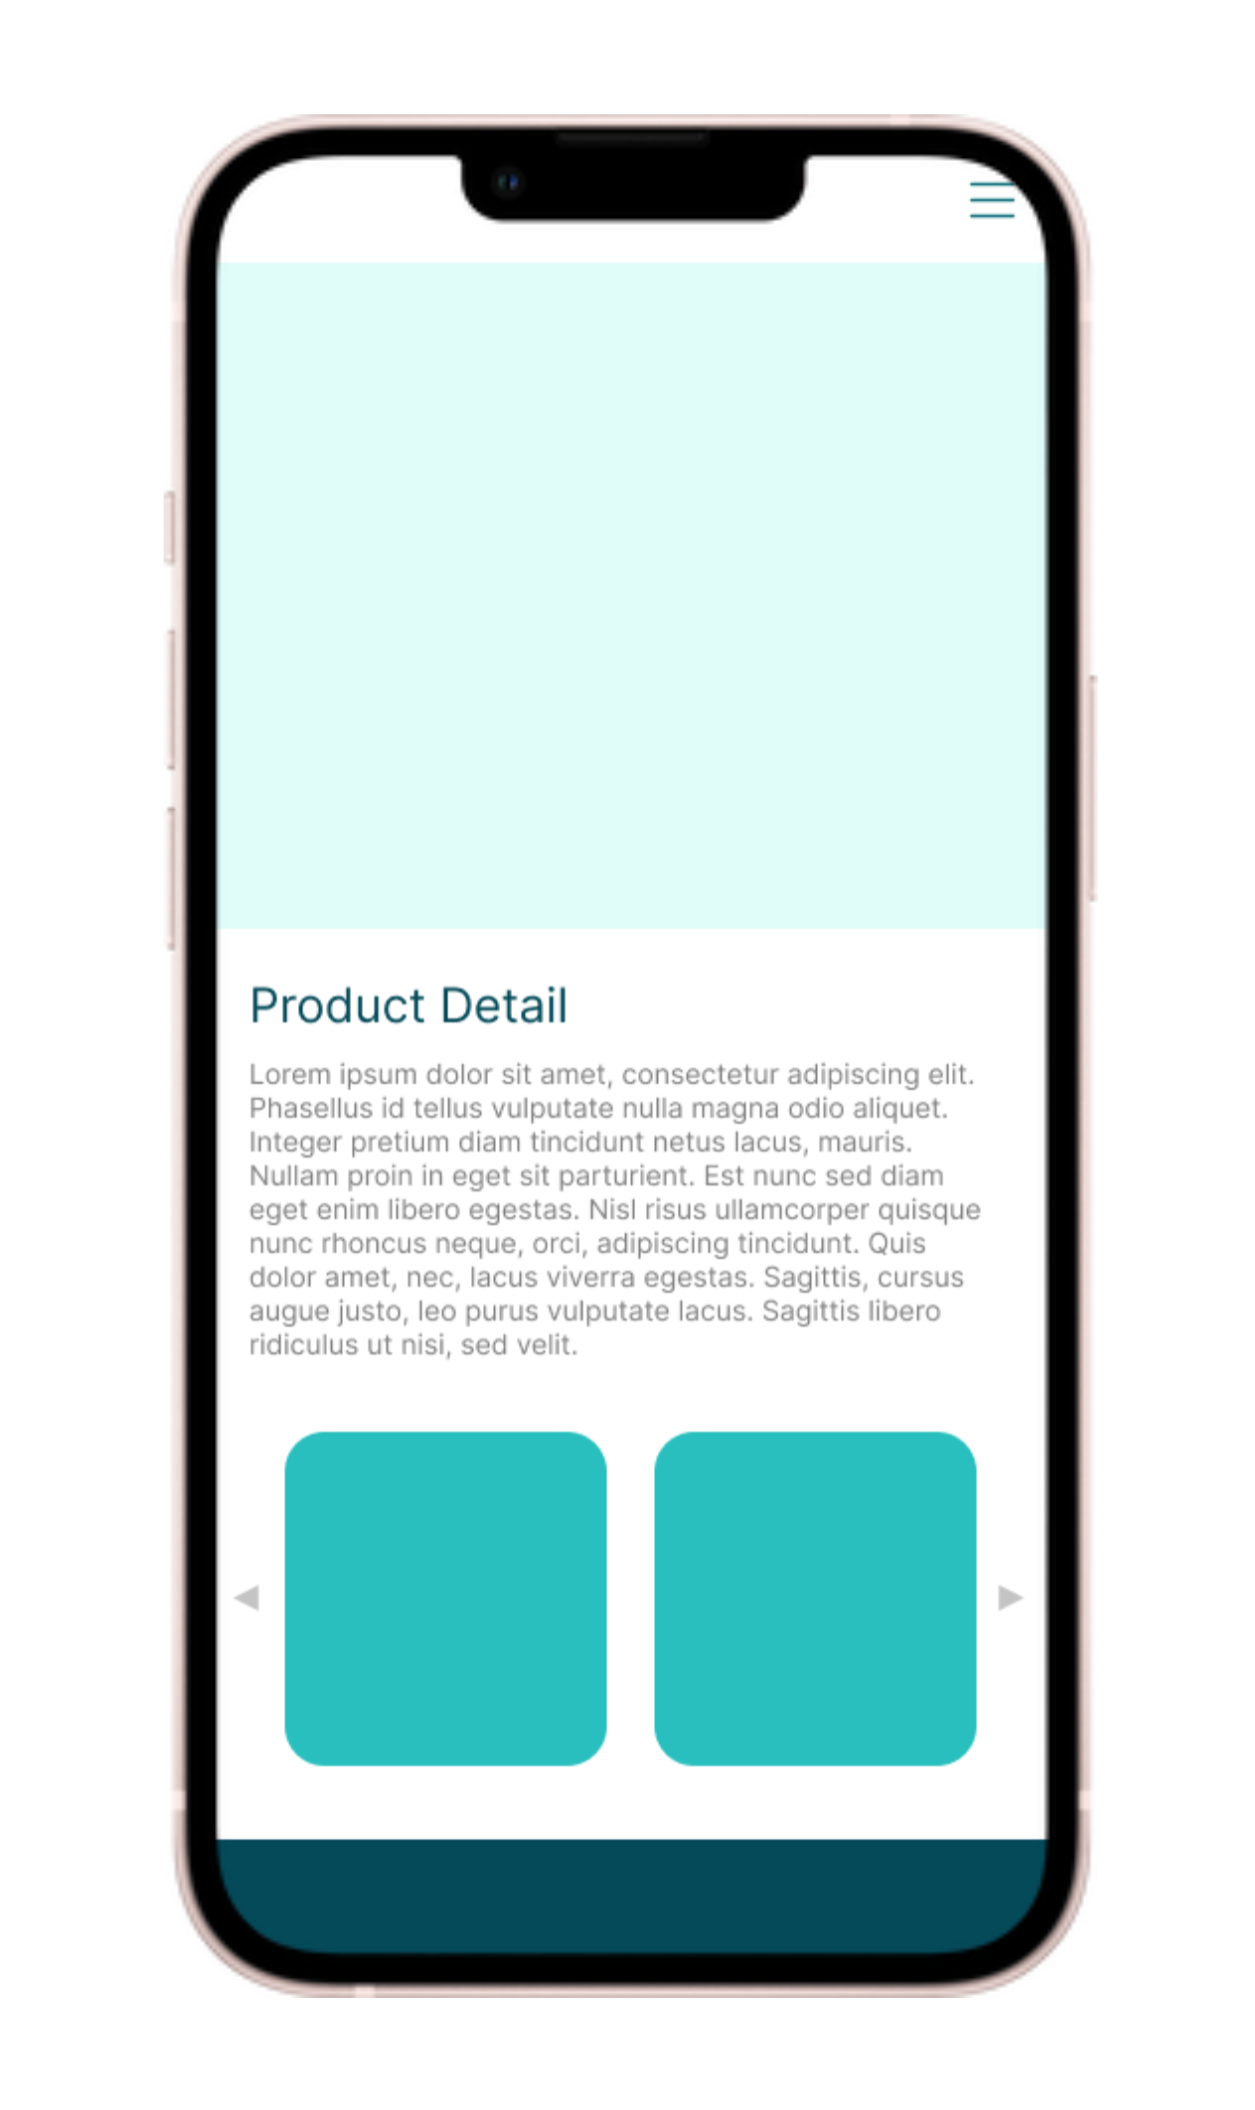 Product Detail
Lorem ipsum dolor sit amet, consectetur adipiscing elit.
Phasellus id tellus vulputate nulla magna odio aliquet.
Integer pretium diam tincidunt netus lacus, mauris.
Nullam proin in eget sit parturient. Est nunc sed diam
eget enim libero egestas. Nisl risus ullamcorper quisque
nunc rhoncus neque, orci, adipiscing tincidunt. Quis
dolor amet, nec, lacus viverra egestas. Sagittis, cursus
augue justo, leo purus vulputate lacus. Sagittis libero
ridiculus ut nisi, sed velit.